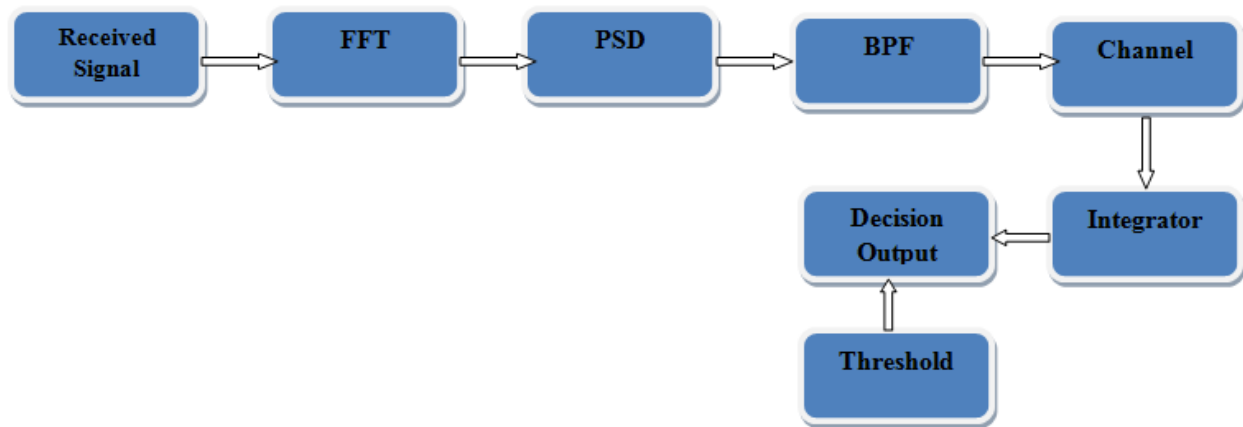 Received
Signal
FFT
PSD
BPF
Channel
Decision
Output
Integrator
Threshold